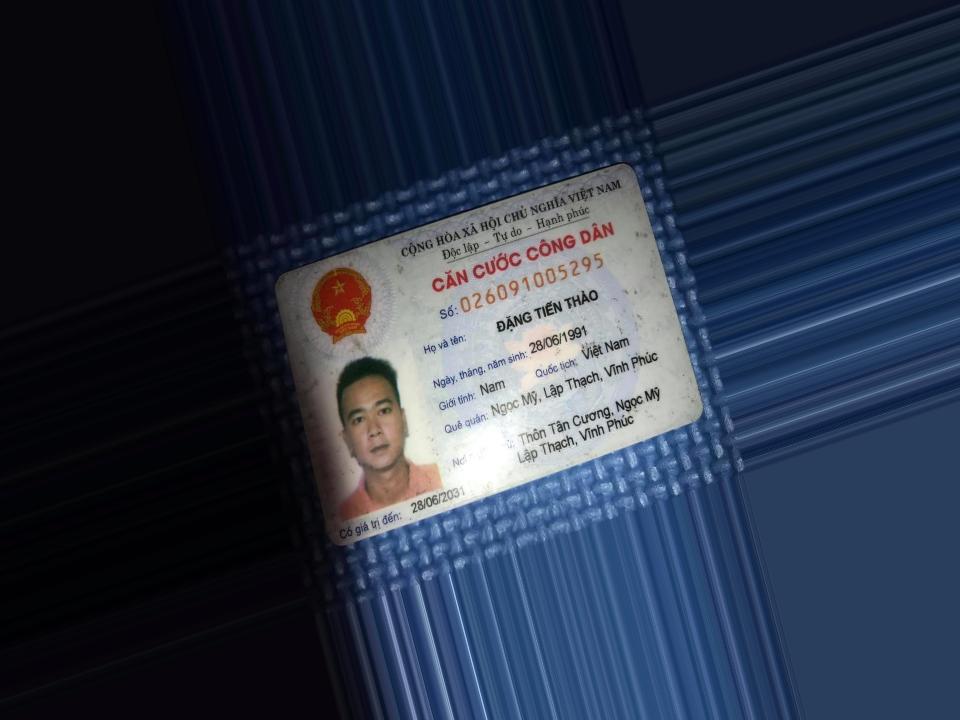 CỘNG HÒA XÃ HỘI CHỦ NGHĨA VIỆT NAM
Độc lập - Tự do - Hạnh phúc
CĂN CƯỚC CÔNG DÂN
Số: 026091005295
Họ và tên: ĐẶNG TIẾN THẢO
Ngày, tháng, năm sinh: 28/06/1991
Giới tính: Nam Quốc tịch: Việt Nam
Quê quán: Ngọc Mỹ, Lập Thạch, Vĩnh Phúc
Nơi Thôn Tân Cương, Ngọc Mỹ
Lập Thạch, Vĩnh Phúc
Có giá trị đến: 28/06/2031